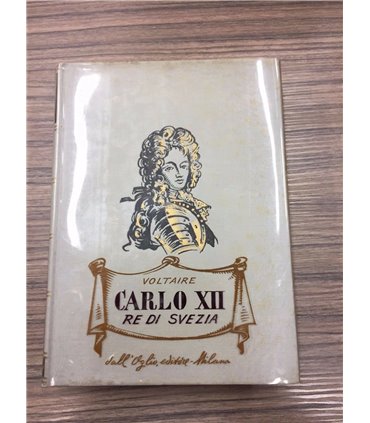 VOLTAIRE
CARLO XII
RE DI SVEZIA
dall'Oglio, editore - Milano